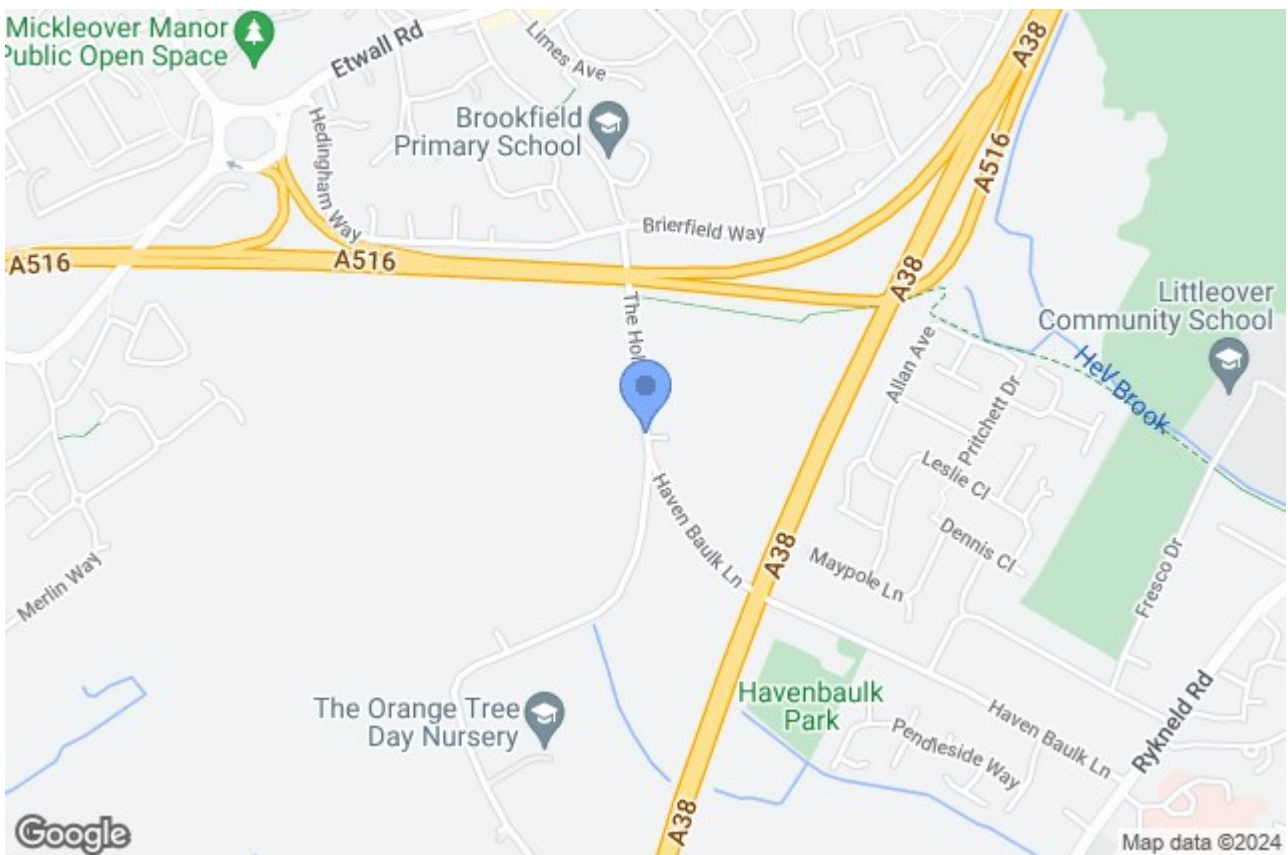 Mickleover Manor
Public Open Space
Etwall Rd
Limes Ave
A38
Hedingham Way
Brookfield
Primary School
A516
Brierfield Way
A516
A516
A38
The Hol
Littleover
Community School
Allan Ave
Pritchett Dr
Hell Brook
Leslie Cl
Haven Baulk Ln
Dennis Cl
A38
Maypole Ln
Merlin Way
Fresco Dr
The Orange Tree
Day Nursery
Havenbaulk
Park
Haven Baulk Ln
Rykneld Rd
Pendleside Way
A38
Google
Map data ©2024